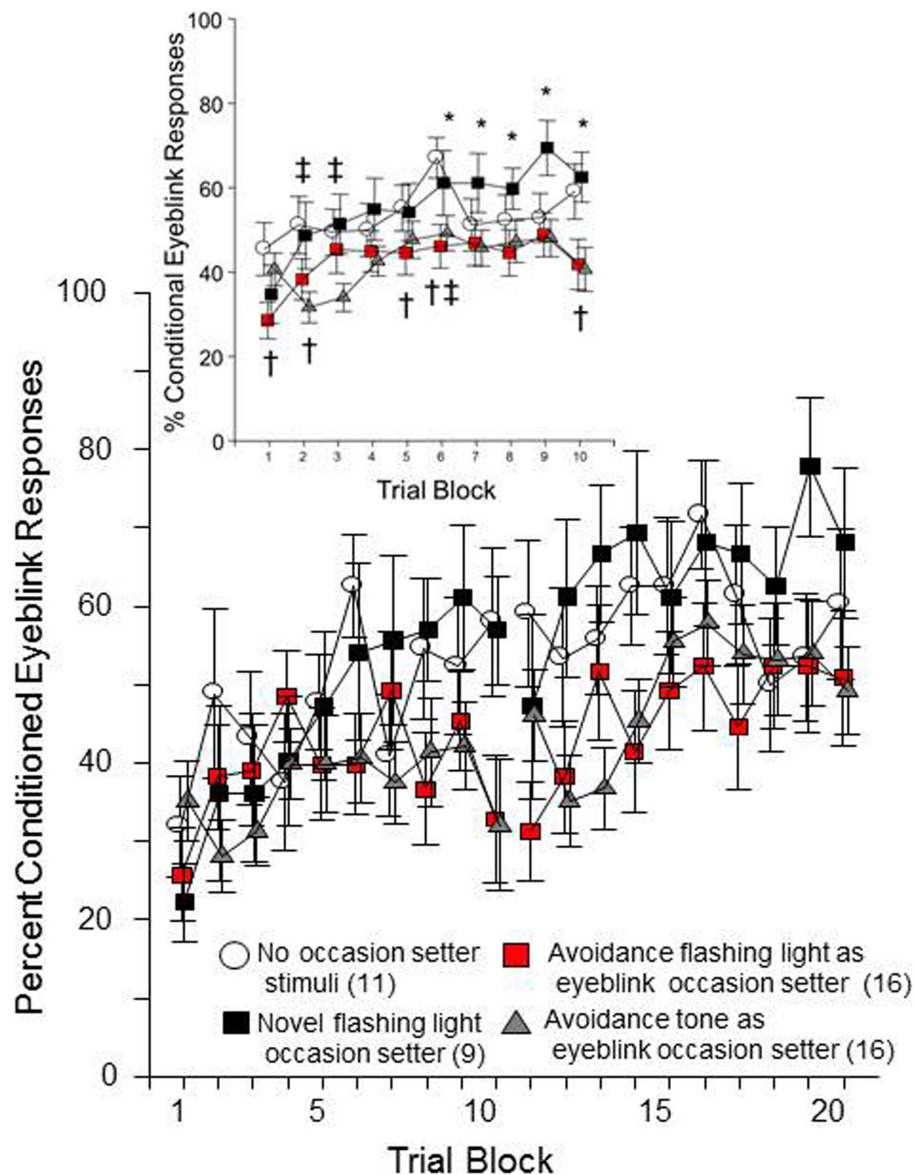 100
80
60
40
20
0
% Conditional Eyeblink Responses
* * * * *
‡ ‡
† † † †‡ †
1 2 3 4 5 6 7 8 9 10
Trial Block
100
80
60
40
20
0
Percent Conditioned Eyeblink Responses
No occasion setter
stimuli (11)
Novel flashing light
occasion setter (9)
Avoidance flashing light as
eyeblink occasion setter (16)
Avoidance tone as
eyeblink occasion setter (16)
1 5 10 15 20
Trial Block